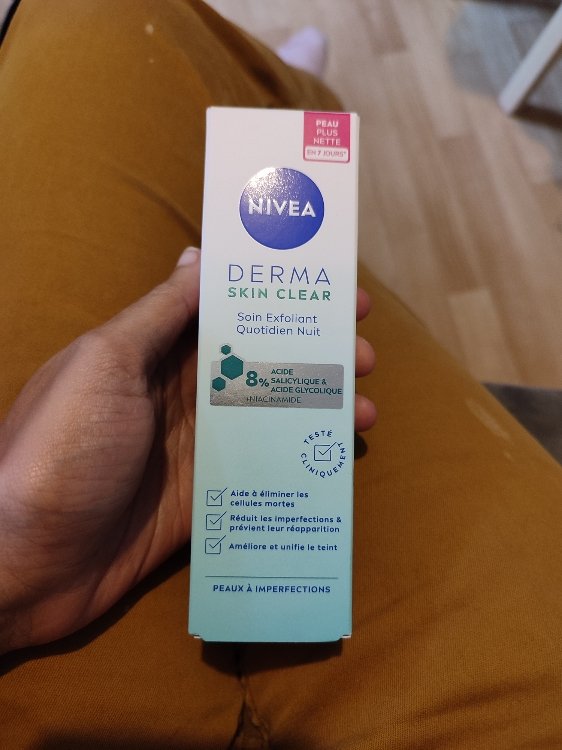 PEAU
PLUS
NETTE
EN 7 JOURS*
NIVEA
DERMA
SKIN CLEAR
Soin Exfoliant
Quotidien Nuit
8% ACIDE
SALICYLIQUE &
ACIDE GLYCOLIQUE
+NIACINAMIDE
TESTÉ
CLINIQUEMENT
Aide à éliminer les
cellules mortes
Réduit les imperfections &
prévient leur réapparition
Améliore et unifie le teint
PEAUX À IMPERFECTIONS